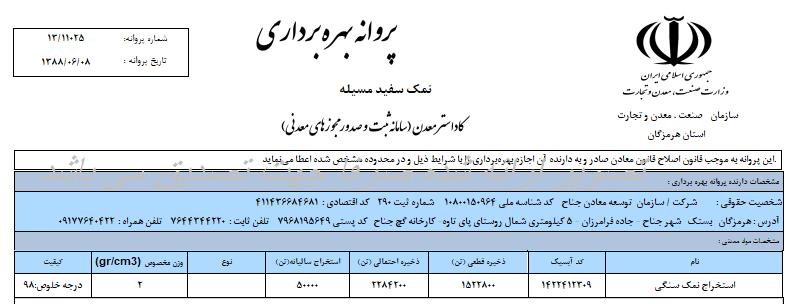 پروانه بهره برداری
شماره پروانه: ۱۳/۱۱۰۲۵
تاریخ پروانه : ۱۳۸۸/۰۶/۰۸
جمهوری اسلامی ایران
وزارت صنعت، معدن و تجارت
سازمان صنعت ، معدن و تجارت
استان هرمزگان
نمک سفید مسیله
کاداستر معدن (سامانه ثبت و صدور مجوزهای معدنی)
این پروانه به موجب قانون اصلاح قانون معادن صادر و به دارنده آن اجازه بهره‌برداری را با شرایط ذیل و در محدوده مشخص شده اعطا می‌نماید.
مشخصات دارنده پروانه بهره برداری :
شخصیت حقوقی : شرکت / سازمان توسعه معادن جناح کد شناسه ملی ۱۰۸۰۰۱۵۰۹۶۴ شماره ثبت ۲۹۰ کد اقتصادی : ۴۱۱۴۳۶۶۸۴۶۸۱
آدرس : هرمزگان بستک شهر جناح - جاده فرامرزان - ۵ کیلومتری شمال روستای پای تاوه - کارخانه گچ جناح کد پستی ۷۹۶۸۱۹۵۶۴۹ تلفن ثابت : ۷۶۴۴۳۴۴۲۲۰ تلفن همراه : ۰۹۱۷۷۶۴۰۴۲۲
مشخصات مواد معدنی :
نام کد آیسیک ذخیره قطعی (تن) ذخیره احتمالی (تن) استخراج سالیانه(تن) نوع وزن مخصوص (gr/cm3) کیفیت
استخراج نمک سنگی ۱۴۲۲۴۱۲۳۰۹ ۱۵۲۲۸۰۰ ۲۲۸۴۲۰۰ ۵۰۰۰۰ ۲ درجه خلوص:۹۸